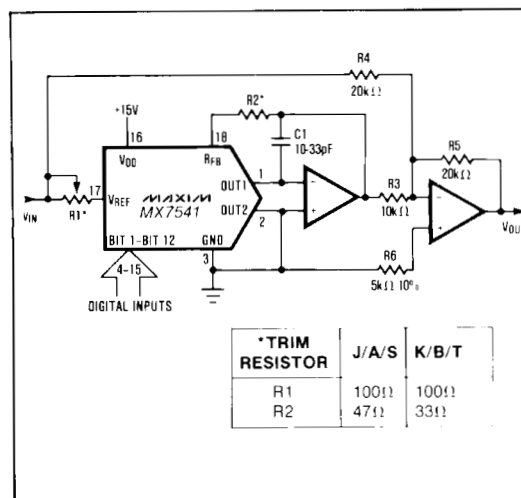 R4
20kΩ
+15V
R2*
C1
10-33pF
R5
20kΩ
16
18
VDD
RFB
1
OUT1
−
+
R3
10kΩ
−
+
17
VREF
MAXIM
MX7541
OUT2
2
VIN
R1*
VOU
BIT 1-BIT 12
GND
3
R6
5kΩ 10%
4-15
DIGITAL INPUTS
*TRIM RESISTOR J/A/S K/B/T
R1 100Ω 100Ω
R2 47Ω 33Ω